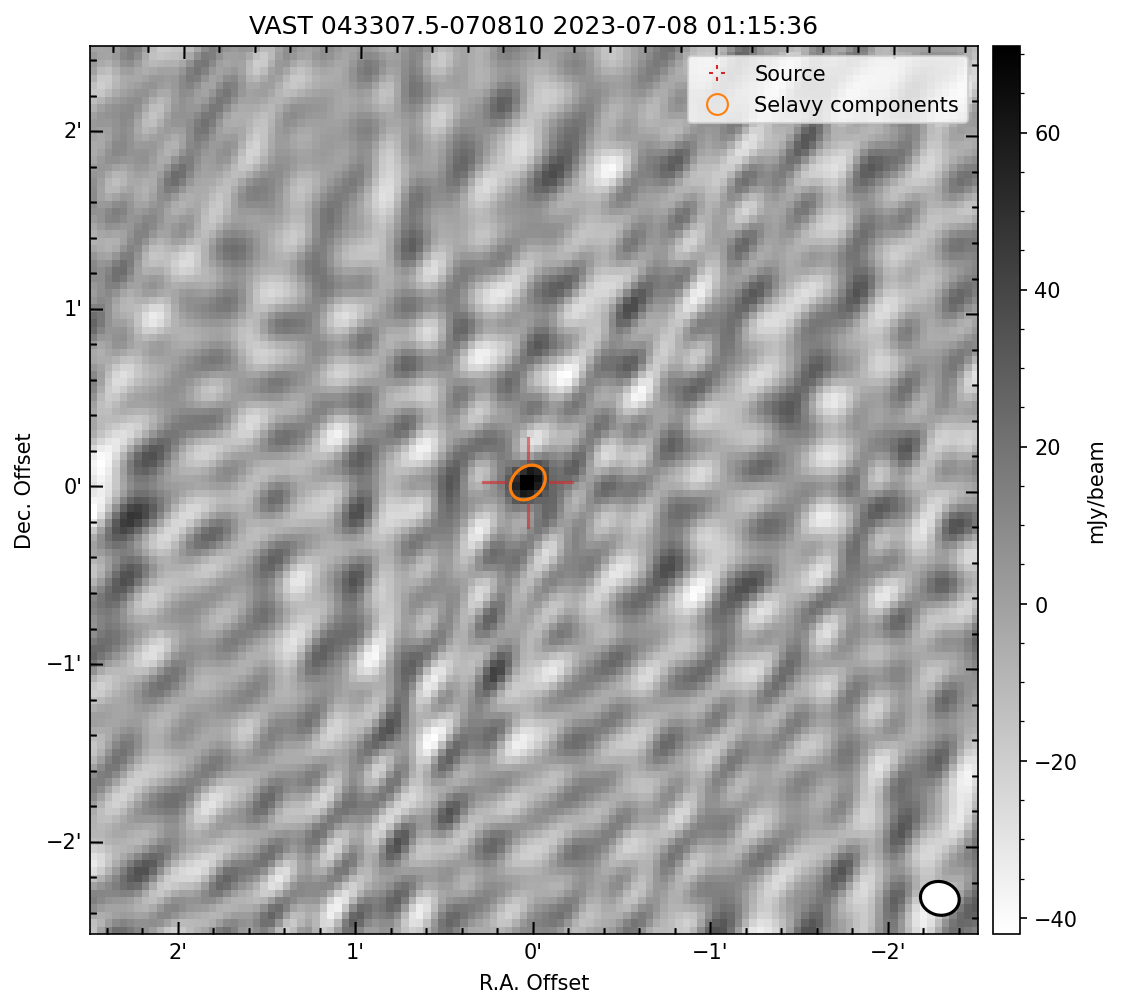 VAST 043307.5-070810 2023-07-08 01:15:36
Source
Selavy components
2'
1'
0'
−1'
−2'
Dec. Offset
2'
1'
0'
−1'
−2'
R.A. Offset
60
40
20
0
−20
−40
mJy/beam